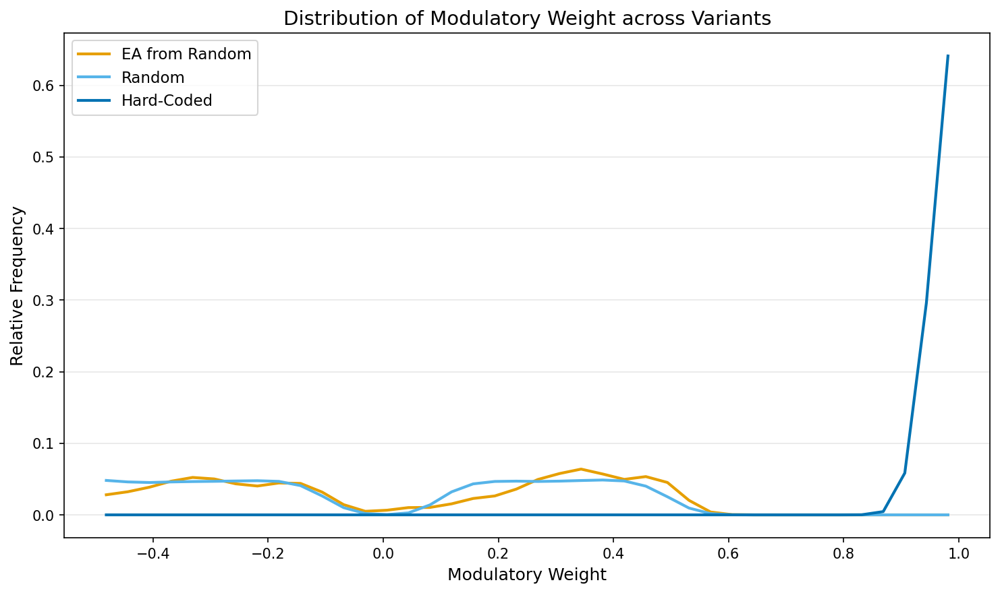 Distribution of Modulatory Weight across Variants
EA from Random
Random
Hard-Coded
0.6
0.5
0.4
0.3
0.2
0.1
0.0
Relative Frequency
−0.4
−0.2
0.0
0.2
0.4
0.6
0.8
1.0
Modulatory Weight